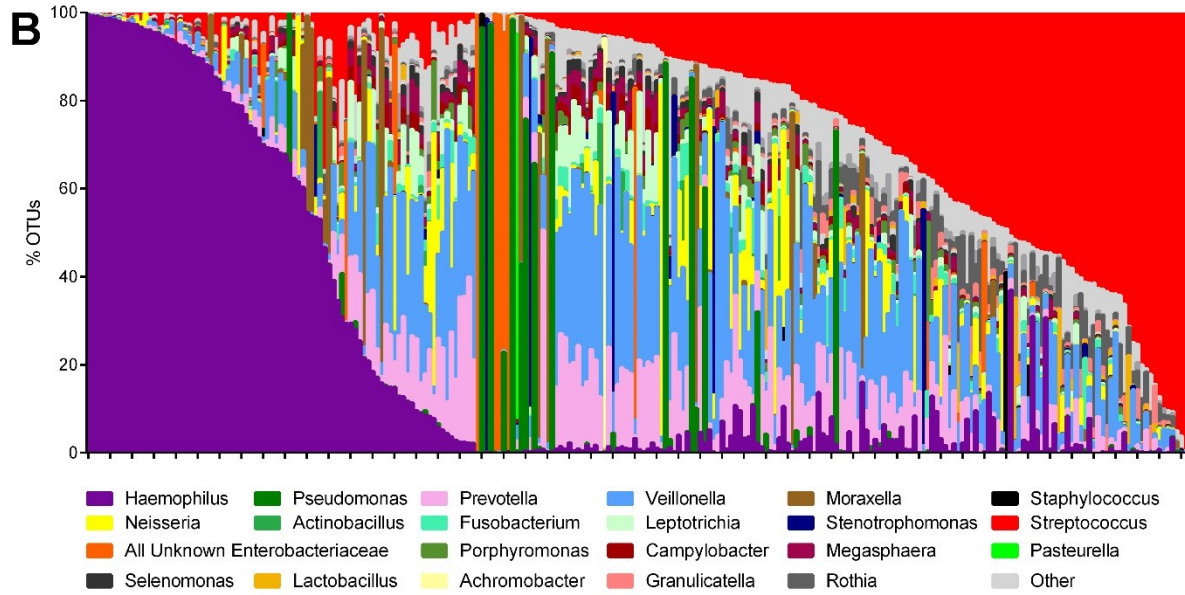 B
100
80
60
40
20
0
% OTUs
Haemophilus Pseudomonas Prevotella Veillonella Moraxella Staphylococcus
Neisseria Actinobacillus Fusobacterium Leptotrichia Stenotrophomonas Streptococcus
All Unknown Enterobacteriaceae Porphyromonas Campylobacter Megasphaera Pasteurella
Selenomonas Lactobacillus Achromobacter Granulicatella Rothia Other